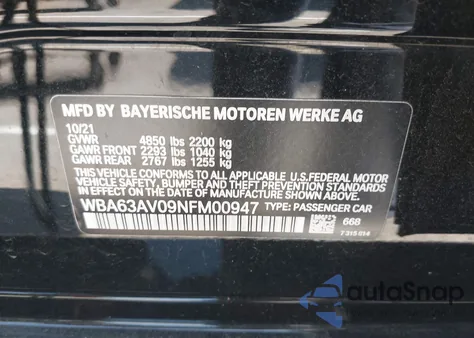 MFD BY BAYERISCHE MOTOREN WERKE AG
10/21
GVWR 4850 lbs 2200 kg
GAWR FRONT 2293 lbs 1040 kg
GAWR REAR 2767 lbs 1255 kg
THIS VEHICLE CONFORMS TO ALL APPLICABLE U.S.FEDERAL MOTOR
VEHICLE SAFETY, BUMPER, AND THEFT PREVENTION STANDARDS IN
EFFECT ON THE DATE OF MANUFACTURE SHOWN ABOVE.
WBA63AV09NFM00947 TYPE: PASSENGER CAR
668
7 315 014
autoSnap